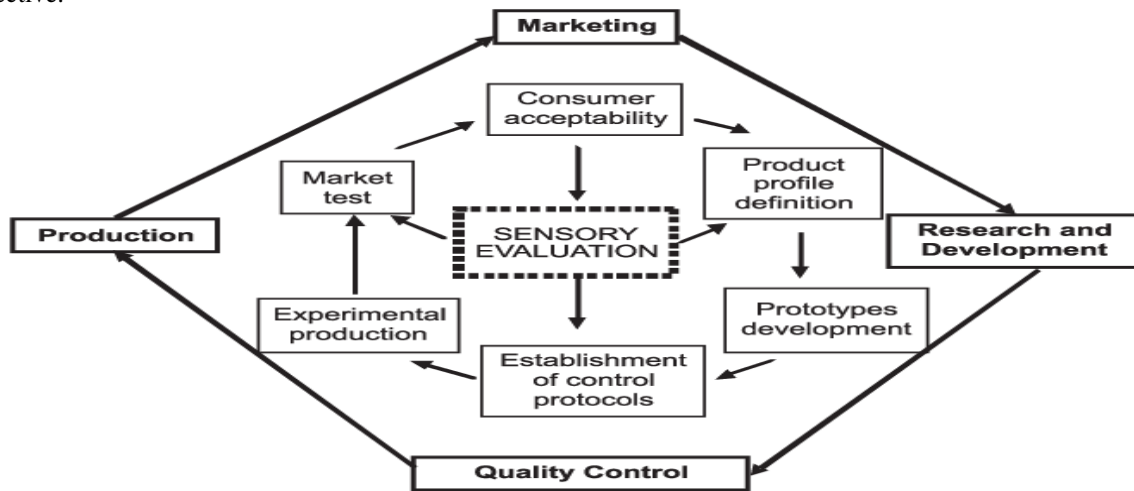 Marketing
Consumer
acceptability
Market
test
Product
profile
definition
SENSORY
EVALUATION
Production
Research and
Development
Experimental
production
Prototypes
development
Establishment
of control
protocols
Quality Control